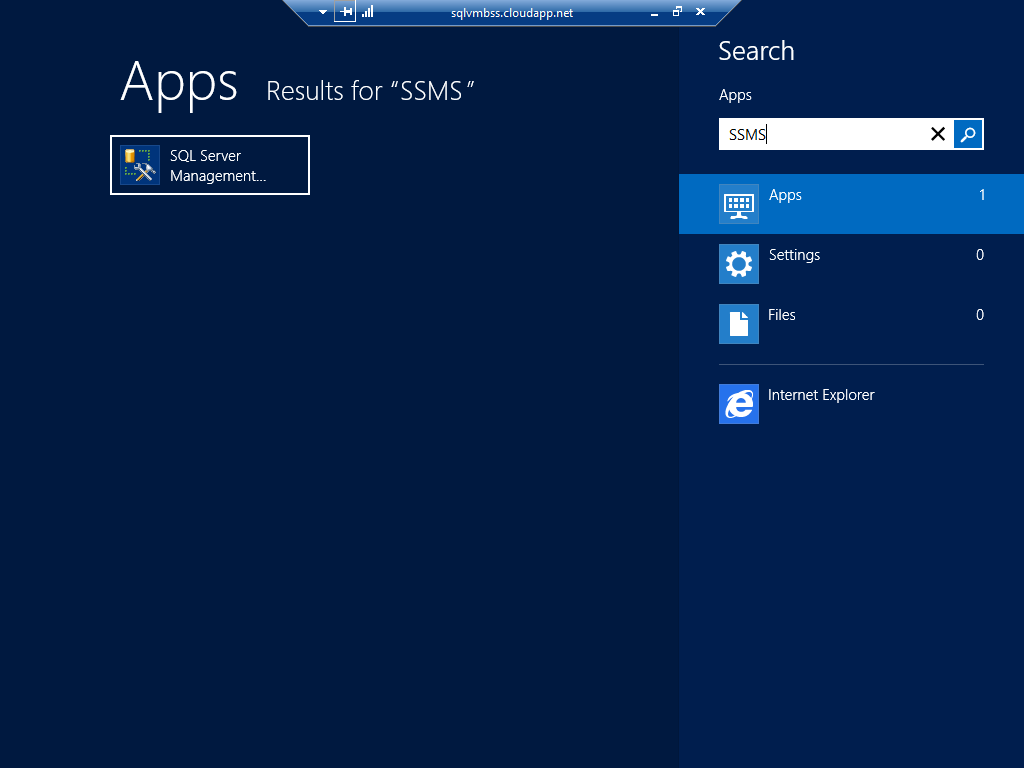 sqlvmbss.cloudapp.net
Apps Results for “SSMS”
SQL Server
Management...
Search
Apps
SSMS
Apps 1
Settings 0
Files 0
Internet Explorer